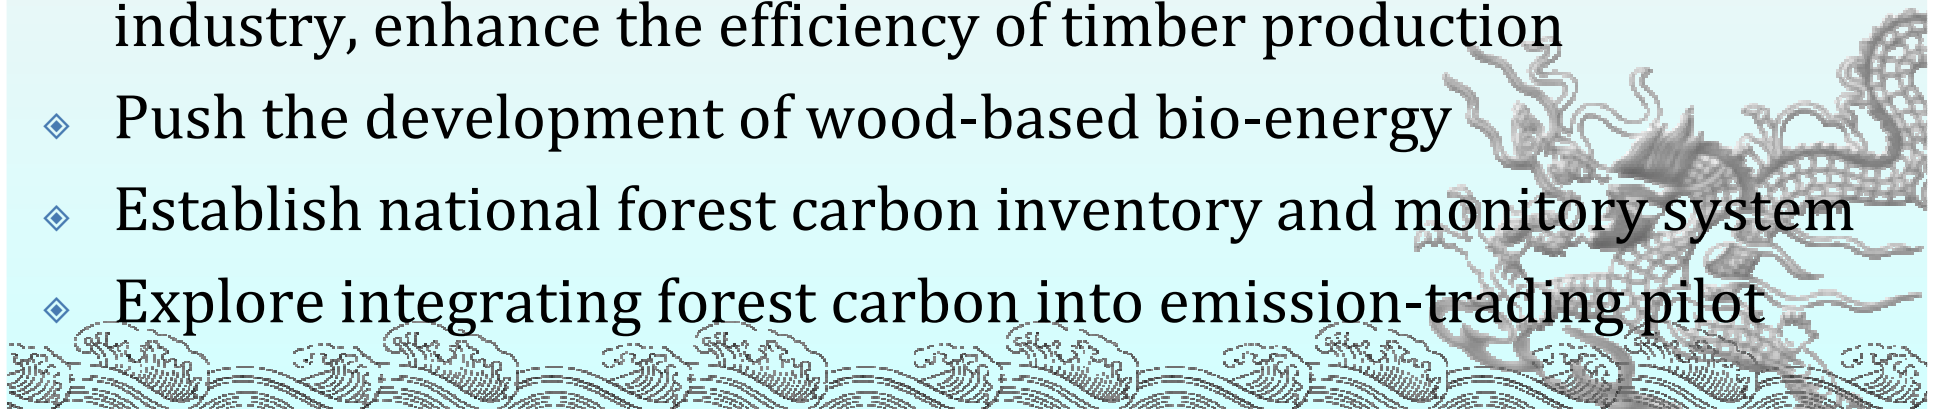 industry, enhance the efficiency of timber production
Push the development of wood-based bio-energy
Establish national forest carbon inventory and monitory system
Explore integrating forest carbon into emission-trading pilot